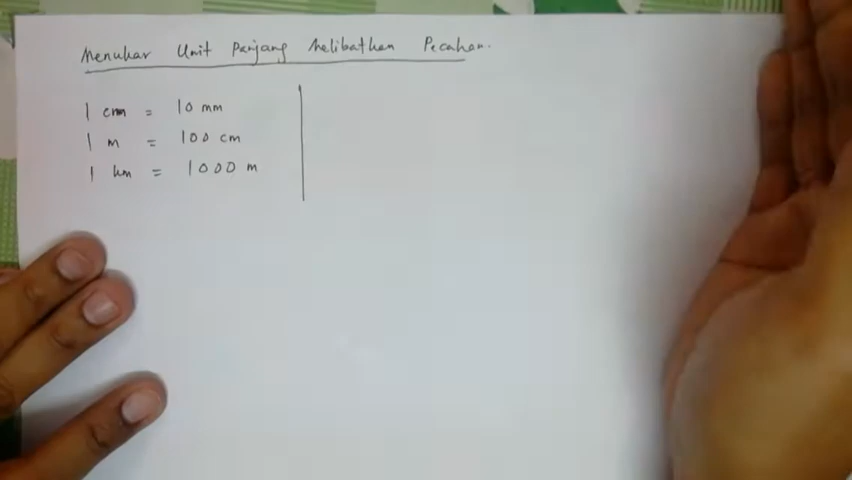 Menukar Unit Panjang Melibatkan Pecahan.
1 cm = 10 mm
1 m = 100 cm
1 km = 1000 m